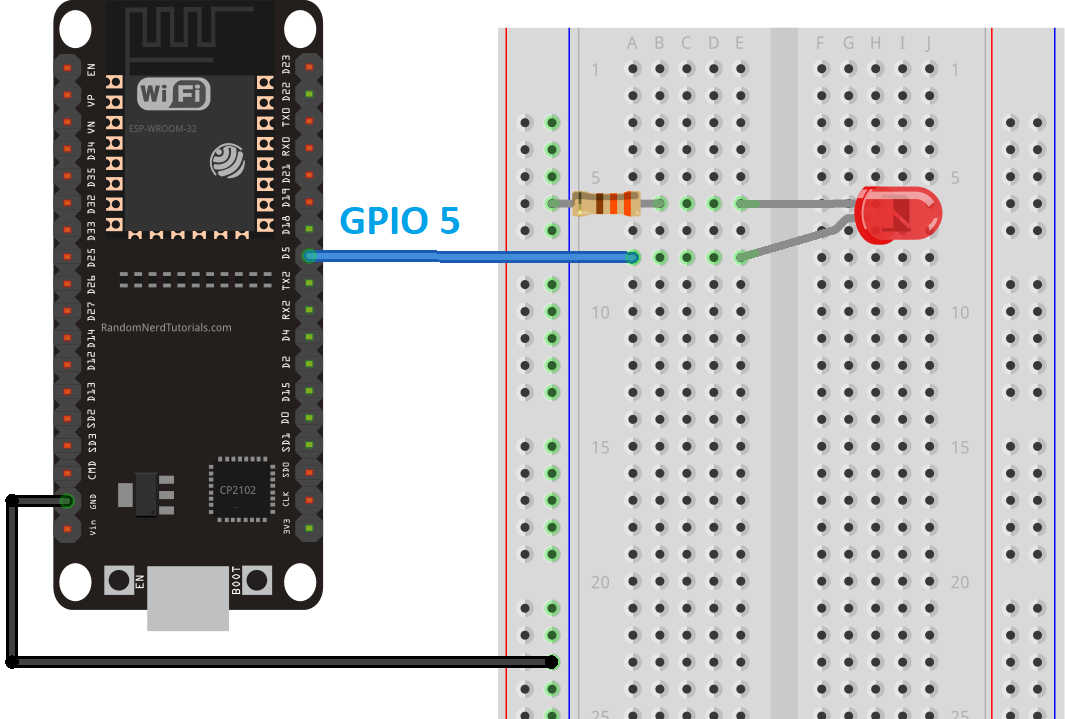 Wi Fi
ESP-WROOM-32
EN
VP
VN
D34
D35
D32
D33
D25
D26
D27
D14
D12
D13
SD2
SD3
CMD
GND
Vin
D23
D22
TX0
RX0
D21
D19
D18
D5
TX2
RX2
D4
D2
D15
D0
SD1
SD0
CLK
3V3
RandomNerdTutorials.com
CP2102
EN
BOOT
GPIO 5
A B C D E F G H I J
1 1
5 5
10 10
15 15
20 20
25 25